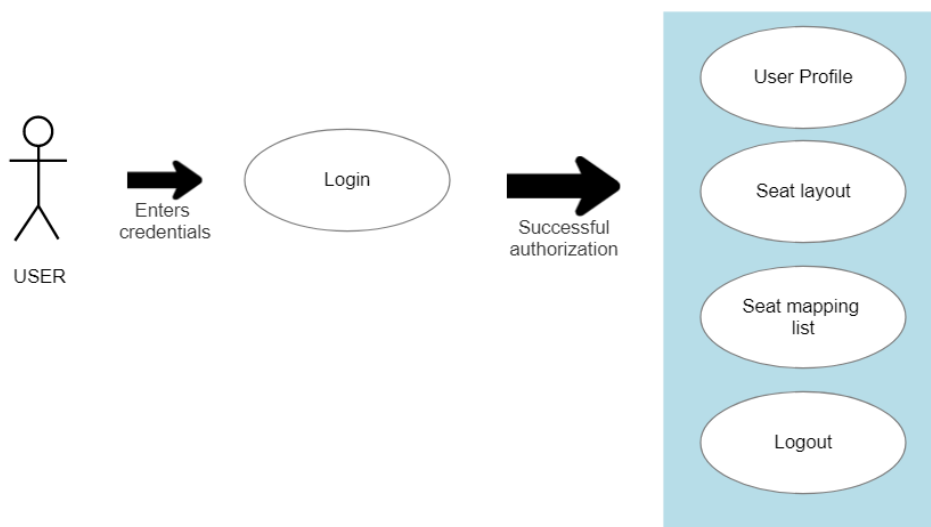 USER
Enters
credentials
Login
Successful
authorization
User Profile
Seat layout
Seat mapping
list
Logout